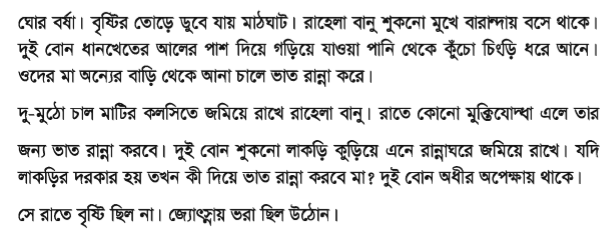 ঘোর বর্ষা। বৃষ্টির তোড়ে ডুবে যায় মাঠঘাট। রাহেলা বানু শুকনো মুখে বারান্দায় বসে থাকে।
দুই বোন ধানখেতের আলের পাশ দিয়ে গড়িয়ে যাওয়া পানি থেকে কুঁচো চিংড়ি ধরে আনে।
ওদের মা অন্যের বাড়ি থেকে আনা চালে ভাত রান্না করে।
দু-মুঠো চাল মাটির কলসিতে জমিয়ে রাখে রাহেলা বানু। রাতে কোনো মুক্তিযোদ্ধা এলে তার
জন্য ভাত রান্না করবে। দুই বোন শুকনো লাকড়ি কুড়িয়ে এনে রান্নাঘরে জমিয়ে রাখে। যদি
লাকড়ির দরকার হয় তখন কী দিয়ে ভাত রান্না করবে মা? দুই বোন অধীর অপেক্ষায় থাকে।
সে রাতে বৃষ্টি ছিল না। জ্যোৎস্নায় ভরা ছিল উঠোন।